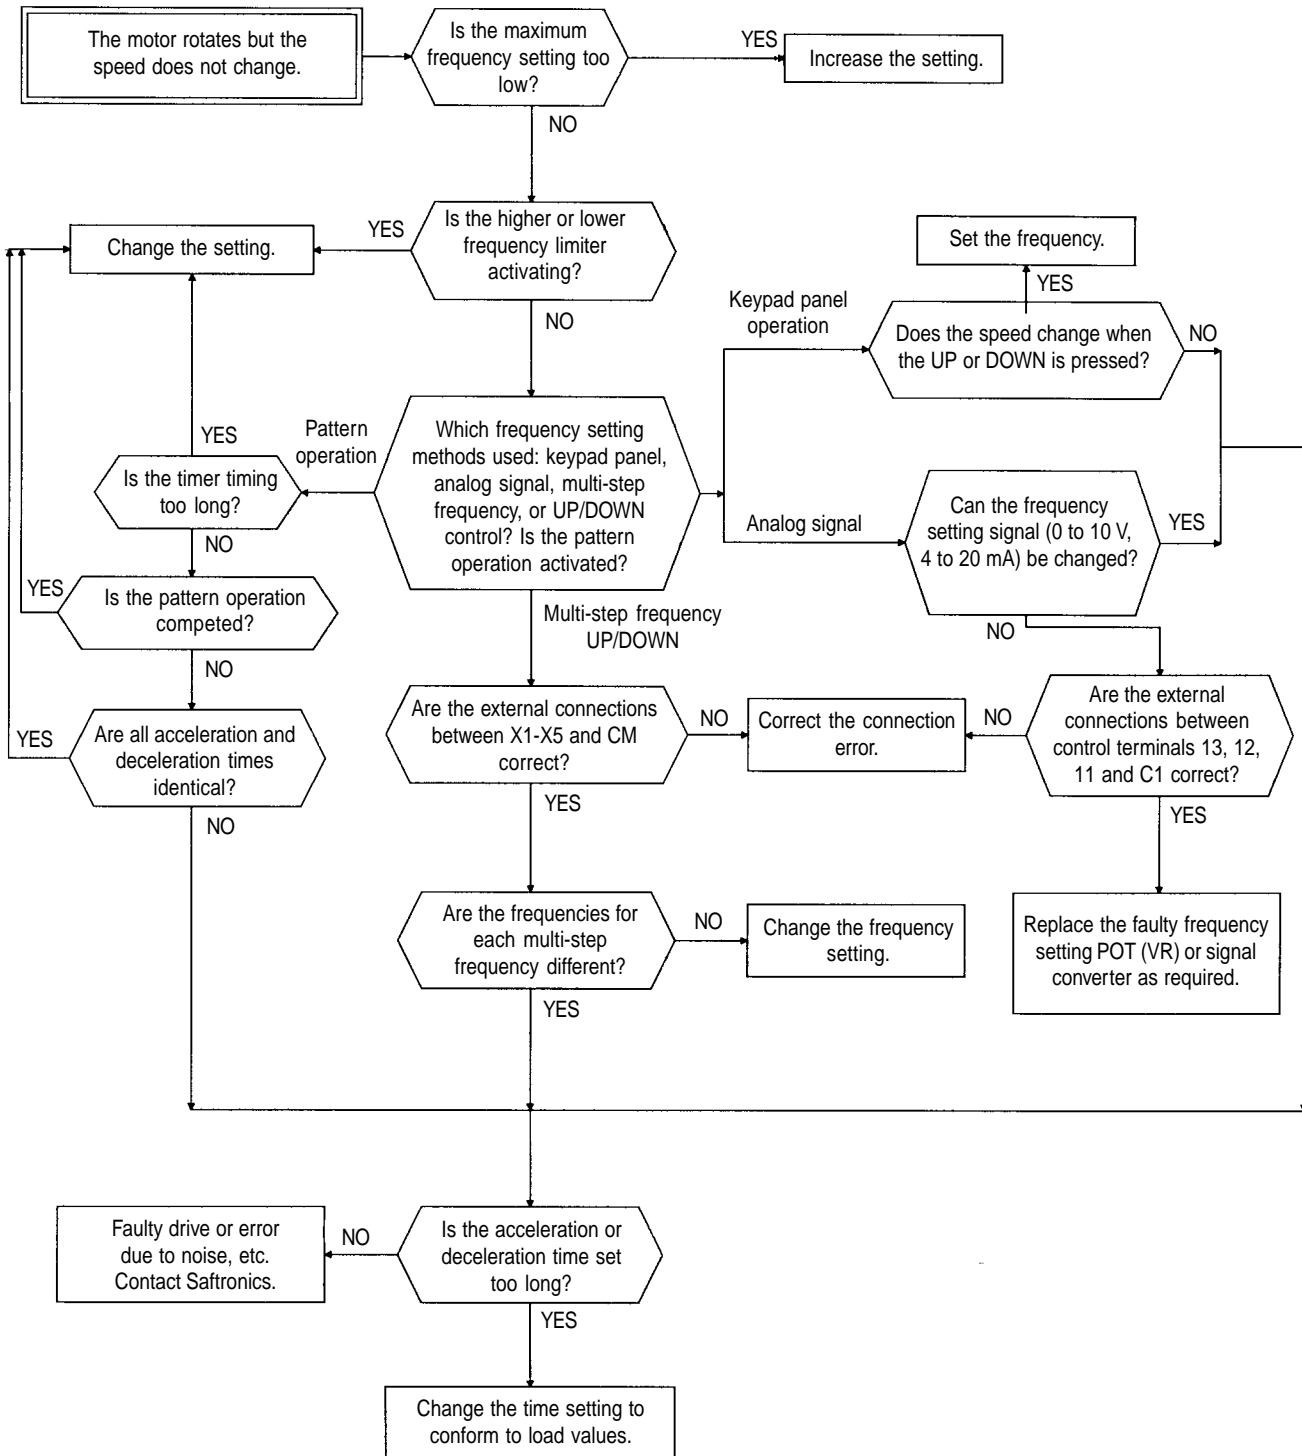 The motor rotates but the
speed does not change.
Is the maximum
frequency setting too
low?
YES
Increase the setting.
NO
Is the higher or lower
frequency limiter
activating?
YES
Change the setting.
NO
Set the frequency.
YES
Keypad panel
operation
Does the speed change when
the UP or DOWN is pressed?
NO
Which frequency setting
methods used: keypad panel,
analog signal, multi-step
frequency, or UP/DOWN
control? Is the pattern
operation activated?
Pattern
operation
YES
Is the timer timing
too long?
NO
Analog signal
Can the frequency
setting signal (0 to 10 V,
4 to 20 mA) be changed?
YES
NO
YES
Is the pattern operation
competed?
NO
Multi-step frequency
UP/DOWN
YES
Are all acceleration and
deceleration times
identical?
NO
Are the external connections
between X1-X5 and CM
correct?
NO
Correct the connection
error.
NO
Are the external
connections between
control terminals 13, 12,
11 and C1 correct?
YES
YES
Are the frequencies for
each multi-step
frequency different?
NO
Change the frequency
setting.
Replace the faulty frequency
setting POT (VR) or signal
converter as required.
YES
Is the acceleration or
deceleration time set
too long?
NO
Faulty drive or error
due to noise, etc.
Contact Saftronics.
YES
Change the time setting to
conform to load values.